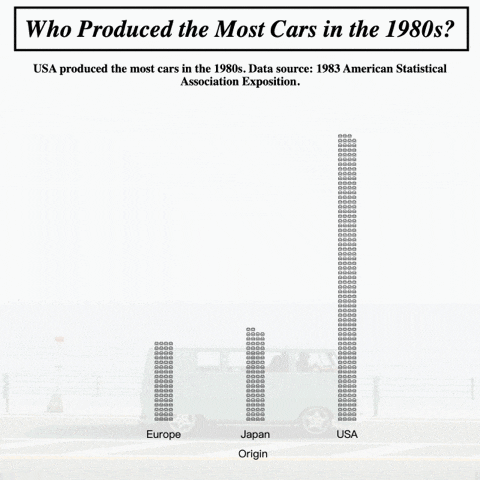 Who Produced the Most Cars in the 1980s?
USA produced the most cars in the 1980s. Data source: 1983 American Statistical
Association Exposition.
Europe Japan USA
Origin